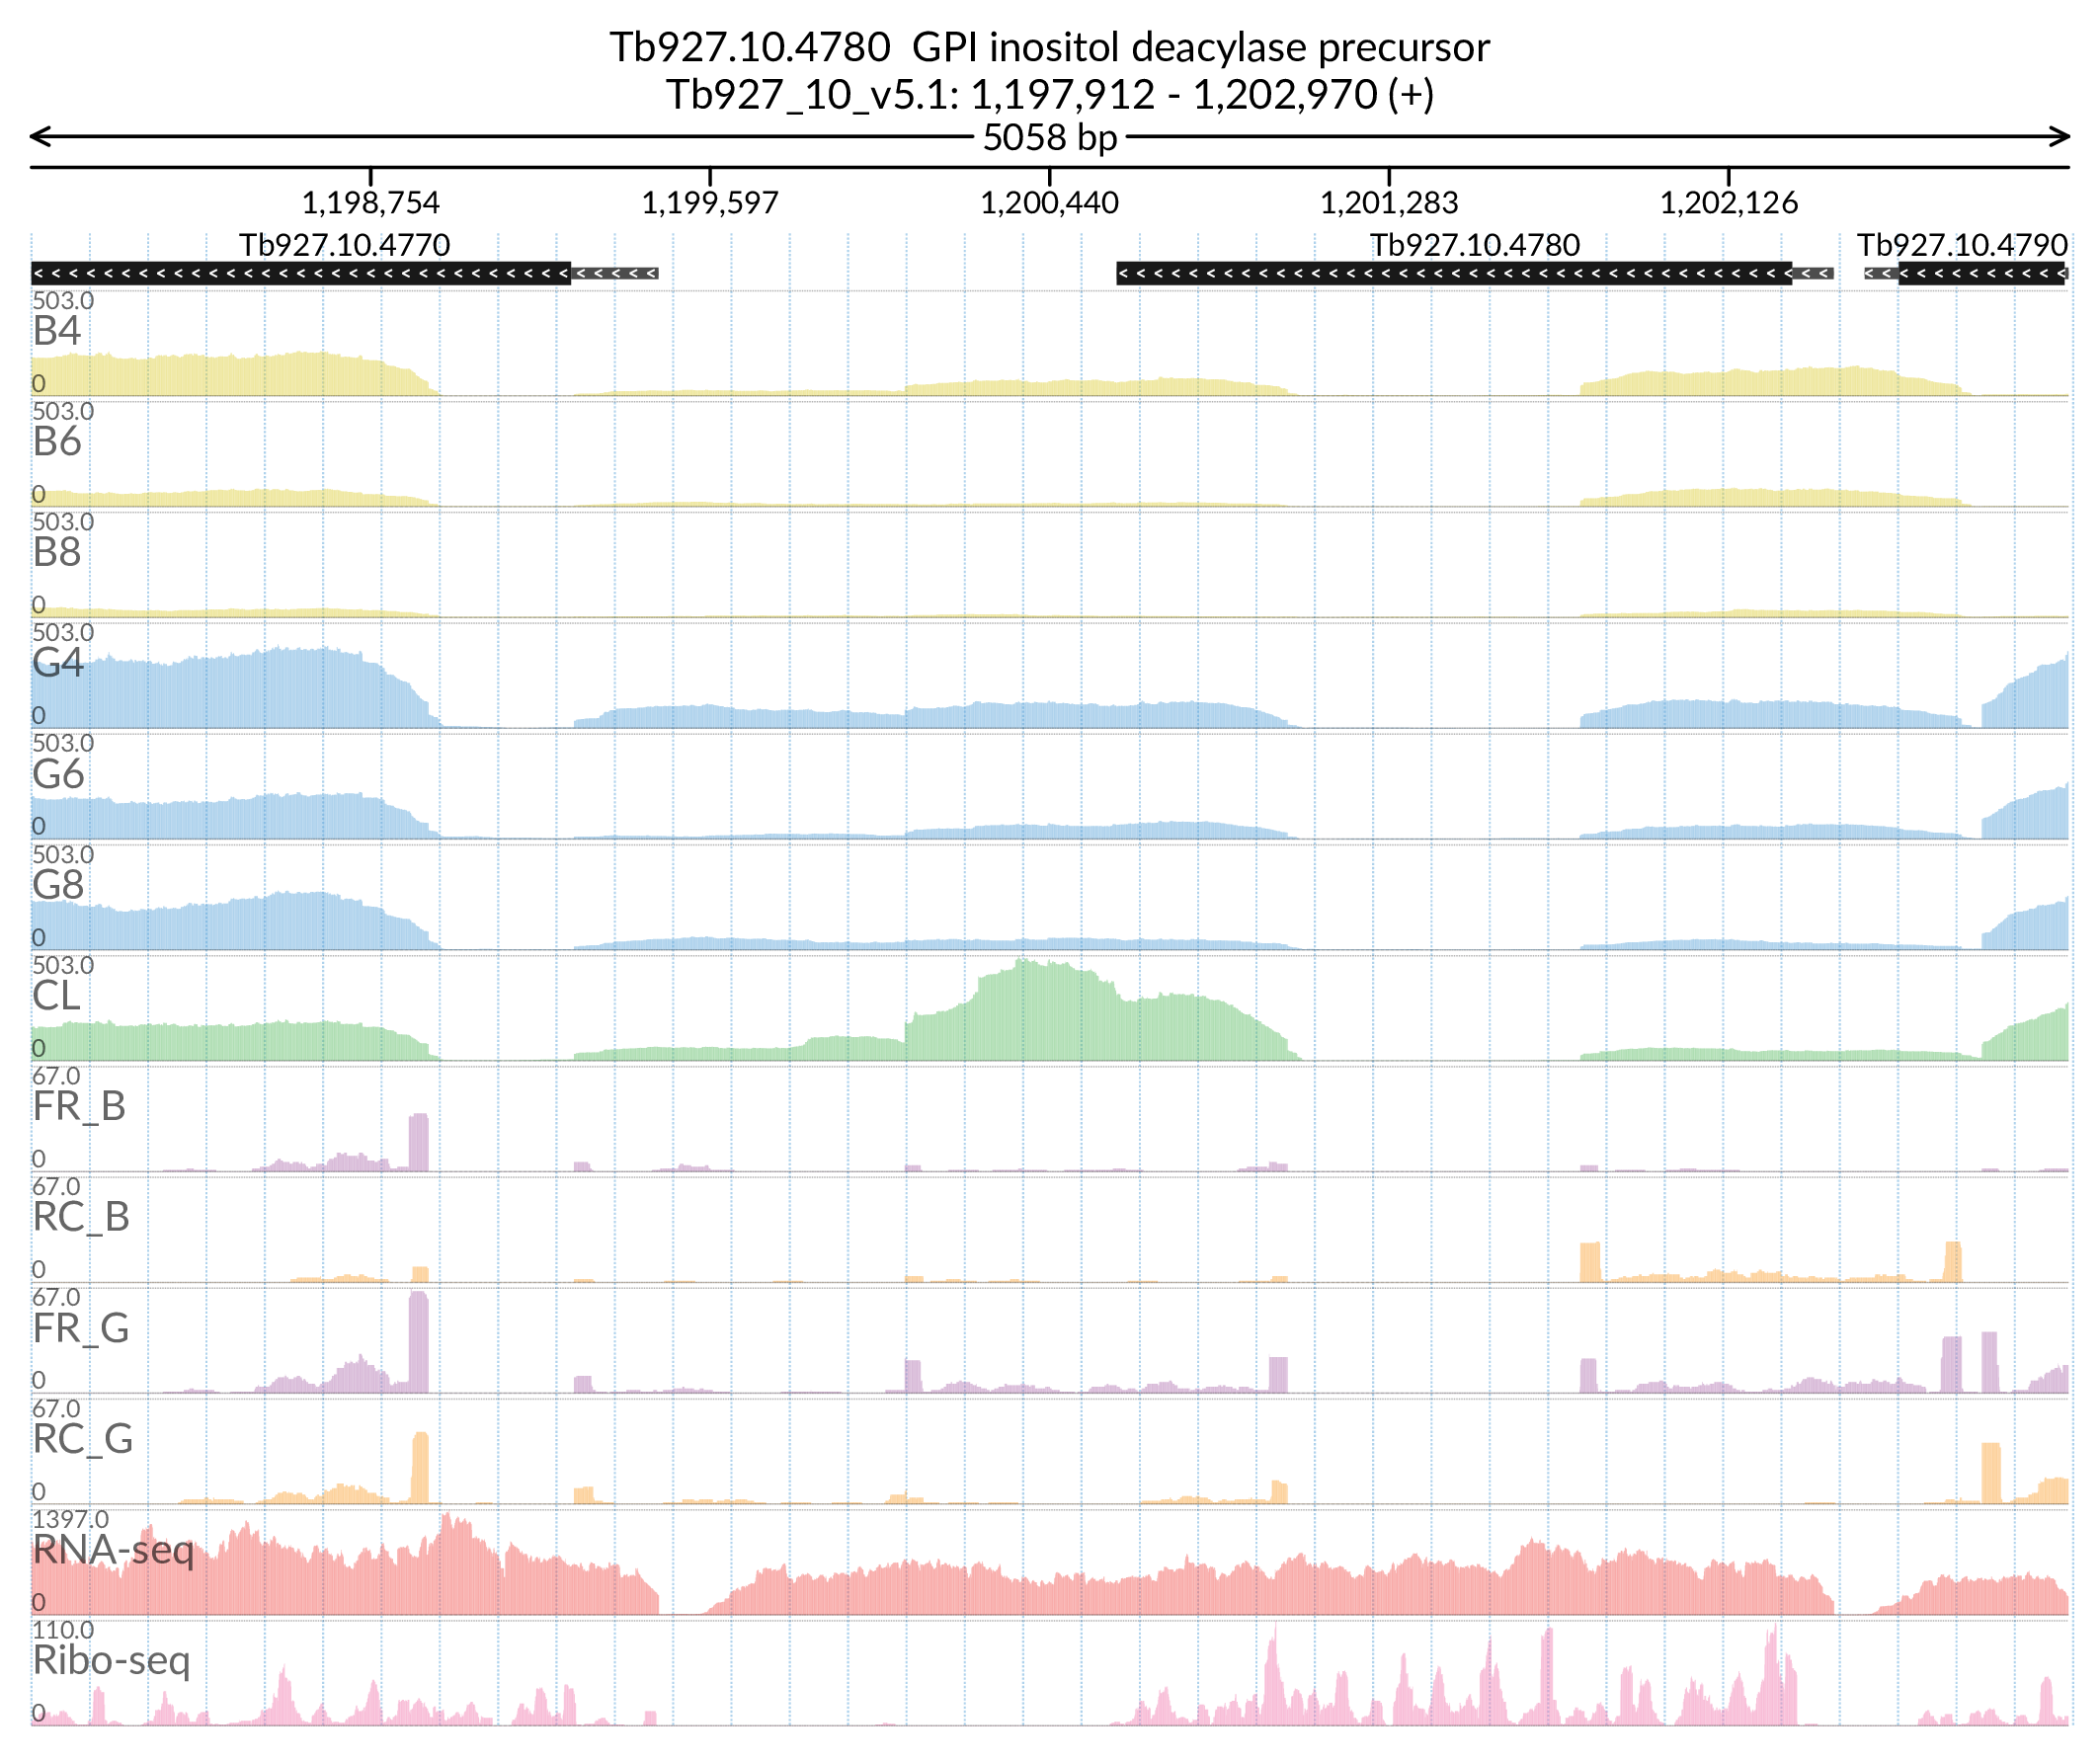 Tb927.10.4780 GPI inositol deacylase precursor
Tb927_10_v5.1: 1,197,912 - 1,202,970 (+)
5058 bp
1,198,754 1,199,597 1,200,440 1,201,283 1,202,126
Tb927.10.4770 Tb927.10.4780 Tb927.10.4790
503.0
B4
0
503.0
B6
0
503.0
B8
0
503.0
G4
0
503.0
G6
0
503.0
G8
0
503.0
CL
0
67.0
FR_B
0
67.0
RC_B
0
67.0
FR_G
0
67.0
RC_G
0
1397.0
RNA-seq
0
110.0
Ribo-seq
0